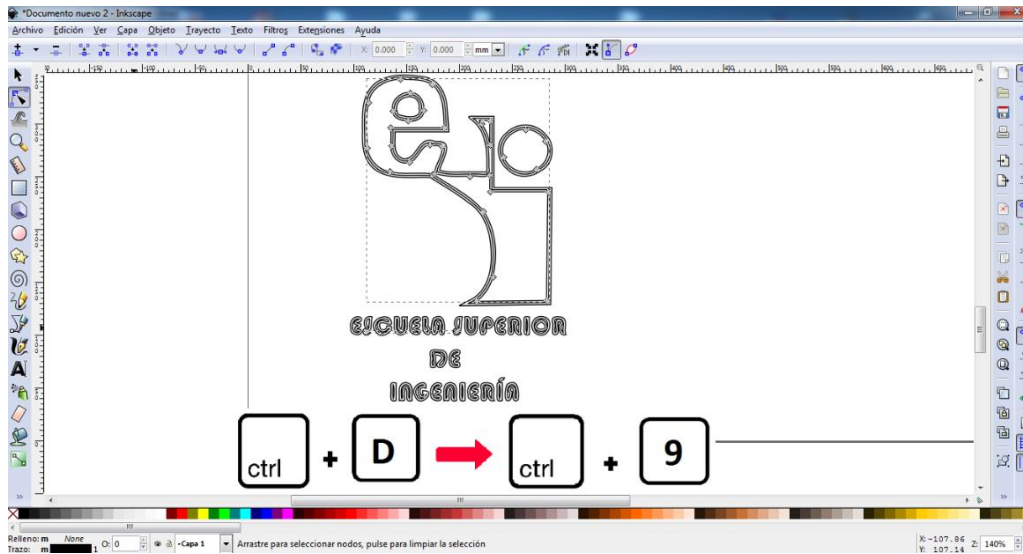 *Documento nuevo 2 - Inkscape
Archivo Edición Ver Capa Objeto Trayecto Texto Filtros Extensiones Ayuda
X: 0.000 Y: 0.000 mm
ESCUELA SUPERIOR
DE
INGENIERÍA
ctrl + D ctrl + 9
Relleno: m None O: 0 •Capa 1 Arrastre para seleccionar nodos, pulse para limpiar la selección X: -107.86 Z: 140%
Trazo: m 1 Y: 107.14